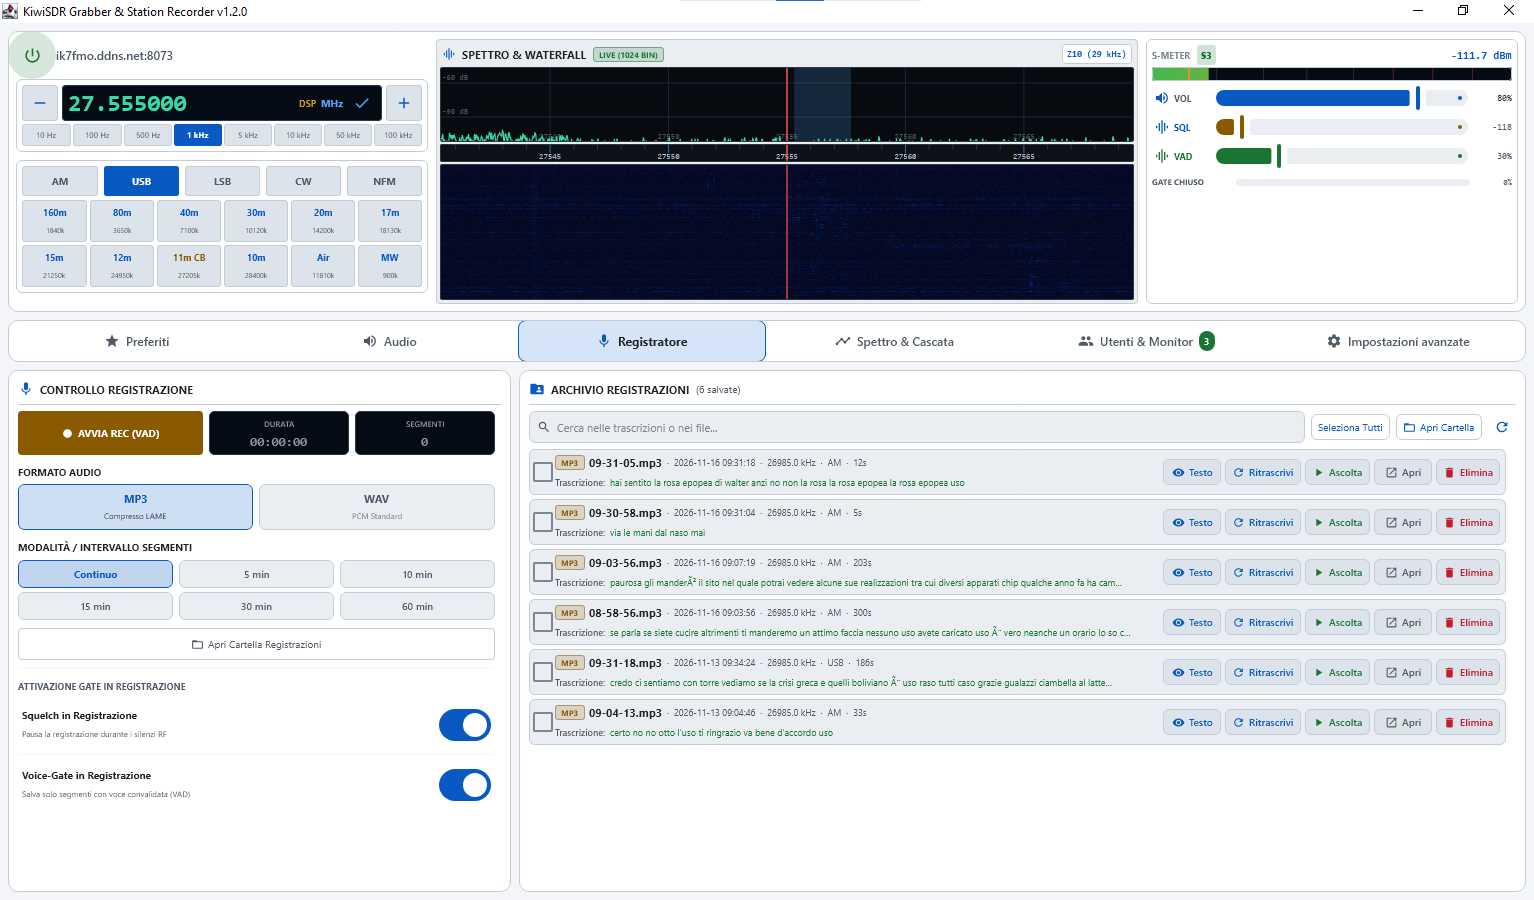 KiwiSDR Grabber & Station Recorder v1.2.0
ik7fmo.ddns.net:8073
− 27.555000 DSP MHz +
10 Hz 100 Hz 500 Hz 1 kHz 5 kHz 10 kHz 50 kHz 100 kHz
AM USB LSB CW NFM
160m 80m 40m 30m 20m 17m
1840k 3650k 7100k 10120k 14200k 18130k
15m 12m 11m CB 10m Air MW
21250k 24950k 27205k 28400k 11810k 900k
SPETTRO & WATERFALL LIVE (1024 BIN) Z10 (29 kHz)
-60 dB
-90 dB
27545 27550 27555 27560 27565
27545 27550 27555 27560 27565
S-METER S3 -111.7 dBm
VOL 80%
SQL -118
VAD 30%
GATE CHIUSO 0%
Preferiti Audio Registratore Spettro & Cascata Utenti & Monitor 3 Impostazioni avanzate
CONTROLLO REGISTRAZIONE
AVVIA REC (VAD)
DURATA
00:00:00
SEGMENTI
0
FORMATO AUDIO
MP3
Compresso LAME
WAV
PCM Standard
MODALITÀ / INTERVALLO SEGMENTI
Continuo 5 min 10 min
15 min 30 min 60 min
Apri Cartella Registrazioni
ATTIVAZIONE GATE IN REGISTRAZIONE
Squelch in Registrazione
Pausa la registrazione durante i silenzi RF
Voice-Gate in Registrazione
Salva solo segmenti con voce convalidata (VAD)
ARCHIVIO REGISTRAZIONI (6 salvate)
Cerca nelle trascrizioni o nei file... Seleziona Tutti Apri Cartella
MP3 09-31-05.mp3 · 2026-11-16 09:31:18 · 26985.0 kHz · AM · 12s
Trascrizione: hai sentito la rosa epopea di walter anzi no non la rosa la rosa epopea la rosa epopea uso
Testo Ritrascrivi Ascolta Apri Elimina
MP3 09-30-58.mp3 · 2026-11-16 09:31:04 · 26985.0 kHz · AM · 5s
Trascrizione: via le mani dal naso mai
Testo Ritrascrivi Ascolta Apri Elimina
MP3 09-03-56.mp3 · 2026-11-16 09:07:19 · 26985.0 kHz · AM · 203s
Trascrizione: paurosa gli manderÃ² il sito nel quale potrai vedere alcune sue realizzazioni tra cui diversi apparati chip qualche anno fa ha cam...
Testo Ritrascrivi Ascolta Apri Elimina
MP3 08-58-56.mp3 · 2026-11-16 09:03:56 · 26985.0 kHz · AM · 300s
Trascrizione: se parla se siete cucire altrimenti ti manderemo un attimo faccia nessuno uso avete caricato uso Ã¨ vero neanche un orario lo so c...
Testo Ritrascrivi Ascolta Apri Elimina
MP3 09-31-18.mp3 · 2026-11-13 09:34:24 · 26985.0 kHz · USB · 186s
Trascrizione: credo ci sentiamo con torre vediamo se la crisi greca e quelli boliviano Ã¨ uso raso tutti caso grazie gualazzi ciambella al latte...
Testo Ritrascrivi Ascolta Apri Elimina
MP3 09-04-13.mp3 · 2026-11-13 09:04:46 · 26985.0 kHz · AM · 33s
Trascrizione: certo no no otto l'uso ti ringrazio va bene d'accordo uso
Testo Ritrascrivi Ascolta Apri Elimina